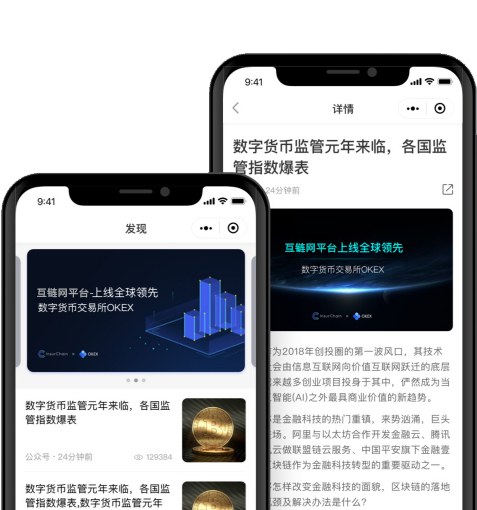 9:41
详情
数字货币监管元年来临，各国监
管指数爆表
24分钟前
互链网平台上线全球领先
数字货币交易所OKEX
InsurChain
OKEX
为2018年创投圈的第一波风口，其技术
会由信息互联网向价值互联网跃迁的底层
来越多创业项目投身于其中，俨然成为当
智能(AI)之外最具商业价值的新趋势。
是金融科技的热门重镇，来势汹涌，巨头
场。阿里与以太坊合作开发金融云、腾讯
云做联盟链云服务、中国平安旗下金融壹
块链作为金融科技转型的重要驱动之一。
怎样改变金融科技的面貌，区块链的落地
颈及解决办法是什么？
9:41
发现
互链网平台-上线全球领先
数字货币交易所OKEX
InsurChain
OKEX
数字货币监管元年来临，各国监
管指数爆表
公众号·24分钟前
129384
数字货币监管元年来临，各国监
管指数爆表,数字货币监管元年